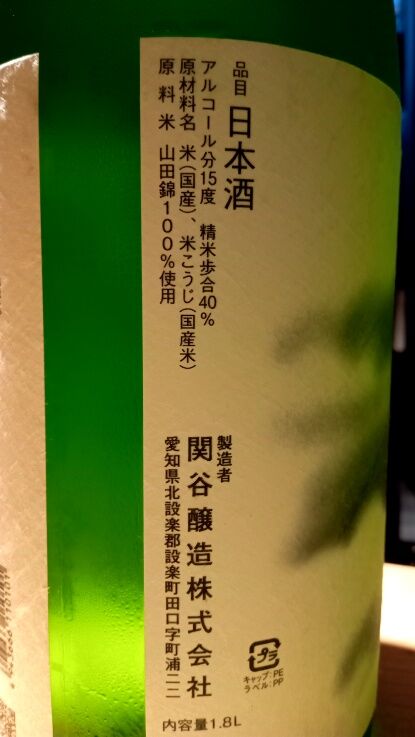 品目 日本酒
アルコール分15度 精米歩合40%
原材料名 米(国産)、米こうじ(国産米)
原料米 山田錦100%使用
製造者
関谷醸造株式会社
愛知県北設楽郡設楽町田口字町浦二二
プラ
キャップ:PE
ラベル:PP
内容量1.8L